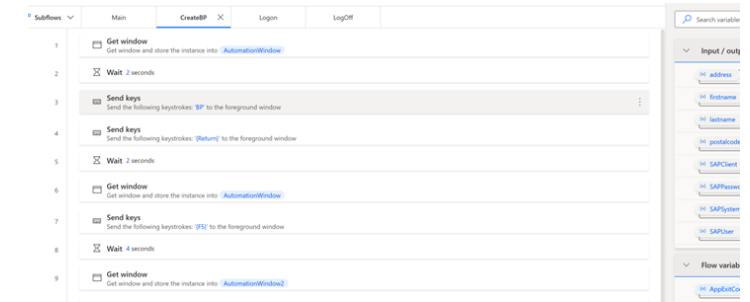 Subflows Main CreateBP Logon LogOff
Search variables
1 Get window
Get window and store the instance into AutomationWindow
2 Wait 2 seconds
3 Send keys
Send the following keystrokes: 'BP' to the foreground window
4 Send keys
Send the following keystrokes: '{Return}' to the foreground window
5 Wait 2 seconds
6 Get window
Get window and store the instance into AutomationWindow
7 Send keys
Send the following keystrokes: '{F5}' to the foreground window
8 Wait 4 seconds
9 Get window
Get window and store the instance into AutomationWindow2
Input / outp
(x) address
(x) firstname
(x) lastname
(x) postalcode
(x) SAPClient
(x) SAPPasswo
(x) SAPSystem
(x) SAPUser
Flow variab
(x) AppExitCo